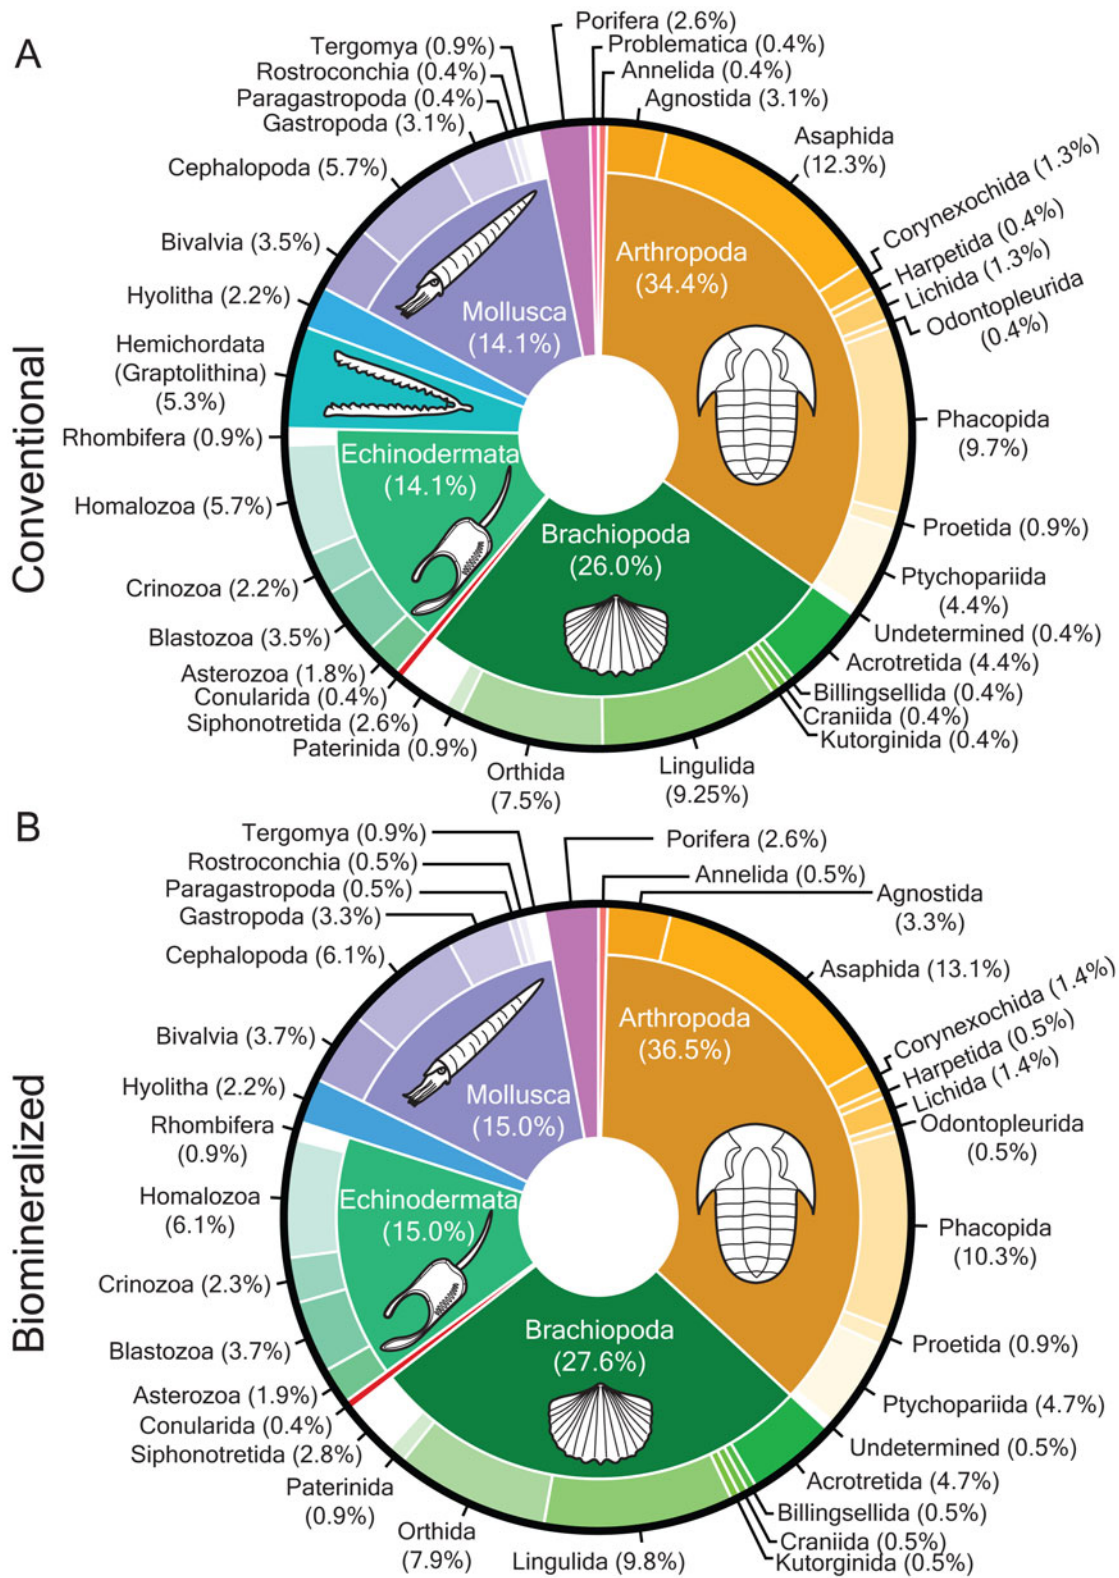 A
Conventional
Porifera (2.6%)
Problematica (0.4%)
Annelida (0.4%)
Agnostida (3.1%)
Asaphida
(12.3%)
Corynexochida (1.3%)
Harpetida (0.4%)
Lichida (1.3%)
Odontopleurida
(0.4%)
Phacopida
(9.7%)
Proetida (0.9%)
Ptychopariida
(4.4%)
Undetermined (0.4%)
Acrotretida (4.4%)
Billingsellida (0.4%)
Craniida (0.4%)
Kutorginida (0.4%)
Lingulida
(9.25%)
Orthida
(7.5%)
Paterinida (0.9%)
Siphonotretida (2.6%)
Conularida (0.4%)
Asterozoa (1.8%)
Blastozoa (3.5%)
Crinozoa (2.2%)
Homalozoa (5.7%)
Rhombifera (0.9%)
Hemichordata
(Graptolithina)
(5.3%)
Hyolitha (2.2%)
Bivalvia (3.5%)
Cephalopoda (5.7%)
Gastropoda (3.1%)
Paragastropoda (0.4%)
Rostroconchia (0.4%)
Tergomya (0.9%)
Arthropoda
(34.4%)
Mollusca
(14.1%)
Echinodermata
(14.1%)
Brachiopoda
(26.0%)
B
Biomineralized
Porifera (2.6%)
Annelida (0.5%)
Agnostida
(3.3%)
Asaphida (13.1%)
Corynexochida (1.4%)
Harpetida (0.5%)
Lichida (1.4%)
Odontopleurida
(0.5%)
Phacopida
(10.3%)
Proetida (0.9%)
Ptychopariida (4.7%)
Undetermined (0.5%)
Acrotretida (4.7%)
Billingsellida (0.5%)
Craniida (0.5%)
Kutorginida (0.5%)
Lingulida (9.8%)
Orthida
(7.9%)
Paterinida
(0.9%)
Siphonotretida (2.8%)
Conularida (0.4%)
Asterozoa (1.9%)
Blastozoa (3.7%)
Crinozoa (2.3%)
Homalozoa
(6.1%)
Rhombifera
(0.9%)
Hyolitha (2.2%)
Bivalvia (3.7%)
Cephalopoda (6.1%)
Gastropoda (3.3%)
Paragastropoda (0.5%)
Rostroconchia (0.5%)
Tergomya (0.9%)
Arthropoda
(36.5%)
Mollusca
(15.0%)
Echinodermata
(15.0%)
Brachiopoda
(27.6%)